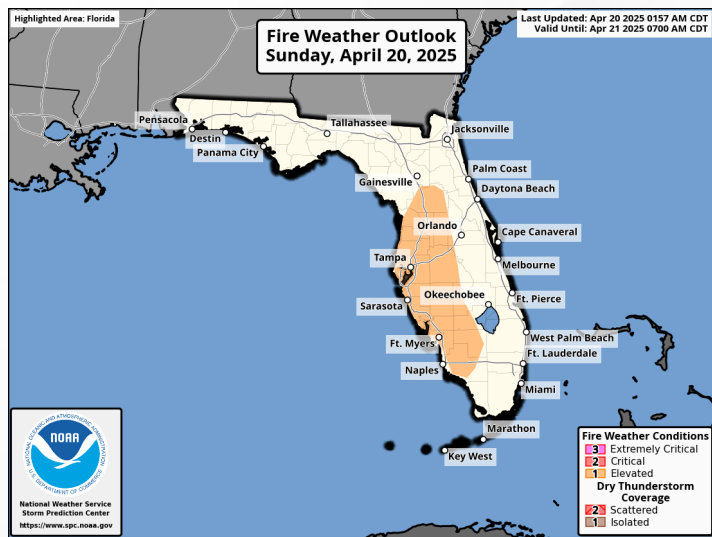 Highlighted Area: Florida
Fire Weather Outlook
Sunday, April 20, 2025
Last Updated: Apr 20 2025 0157 AM CDT
Valid Until: Apr 21 2025 0700 AM CDT
Pensacola
Destin
Panama City
Tallahassee
Jacksonville
Gainesville
Palm Coast
Daytona Beach
Orlando
Cape Canaveral
Tampa
Melbourne
Okeechobee
Ft. Pierce
Sarasota
Ft. Myers
West Palm Beach
Naples
Ft. Lauderdale
Miami
Marathon
Key West
NATIONAL OCEANIC AND ATMOSPHERIC ADMINISTRATION
NOAA
U.S. DEPARTMENT OF COMMERCE
National Weather Service
Storm Prediction Center
https://www.spc.noaa.gov
Fire Weather Conditions
3 Extremely Critical
2 Critical
1 Elevated
Dry Thunderstorm
Coverage
2 Scattered
1 Isolated